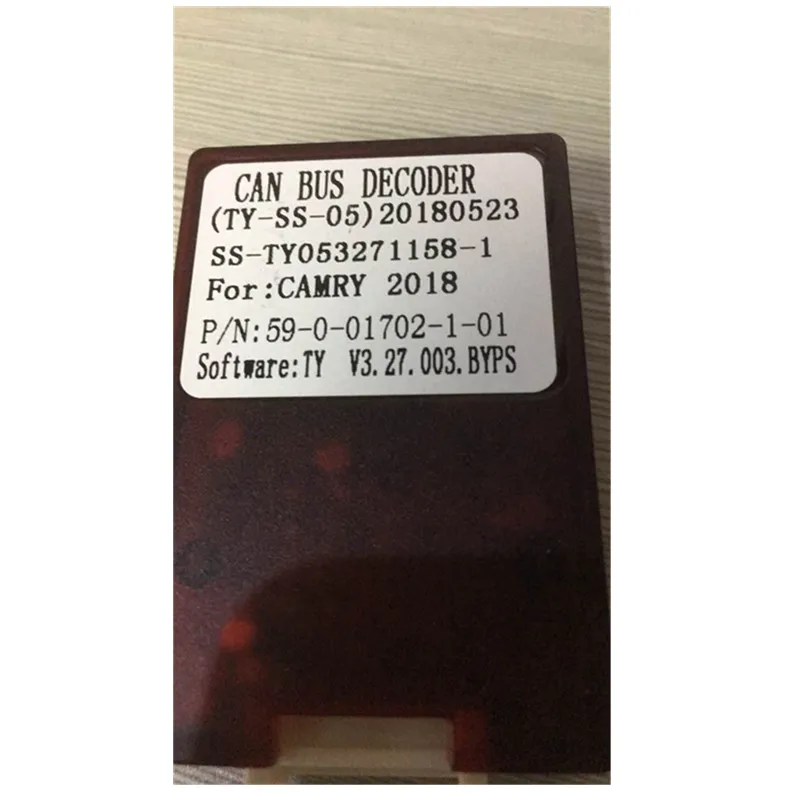 CAN BUS DECODER
(TY-SS-05)20180523
SS-TY053271158-1
For:CAMRY 2018
P/N:59-0-01702-1-01
Software:TY V3.27.003.BYPS